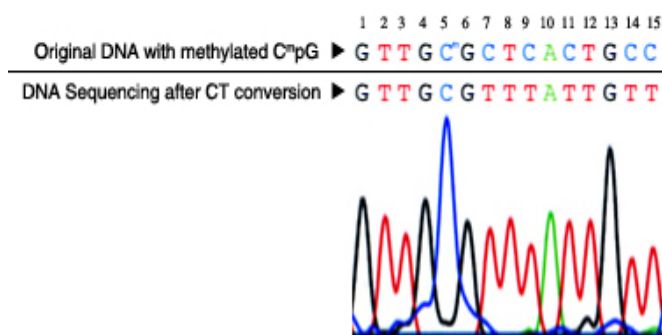 1 2 3 4 5 6 7 8 9 10 11 12 13 14 15
Original DNA with methylated CᵐpG ▶ G T T G Cᵐ G C T C A C T G C C
DNA Sequencing after CT conversion ▶ G T T G C G T T T A T T G T T